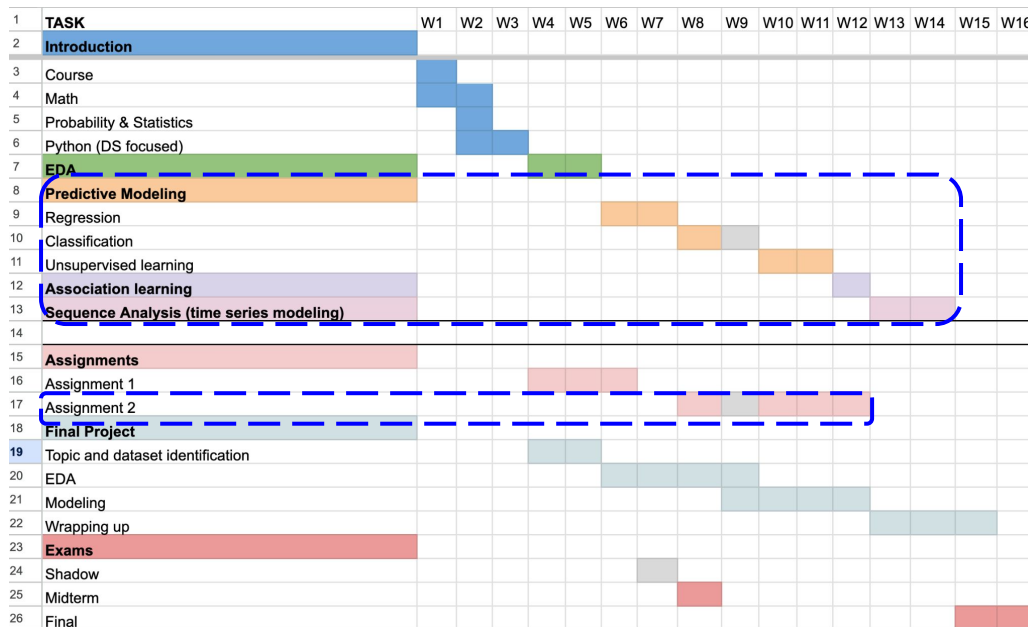 1 TASK W1 W2 W3 W4 W5 W6 W7 W8 W9 W10 W11 W12 W13 W14 W15 W16
2 Introduction
3 Course
4 Math
5 Probability & Statistics
6 Python (DS focused)
7 EDA
8 Predictive Modeling
9 Regression
10 Classification
11 Unsupervised learning
12 Association learning
13 Sequence Analysis (time series modeling)
14
15 Assignments
16 Assignment 1
17 Assignment 2
18 Final Project
19 Topic and dataset identification
20 EDA
21 Modeling
22 Wrapping up
23 Exams
24 Shadow
25 Midterm
26 Final